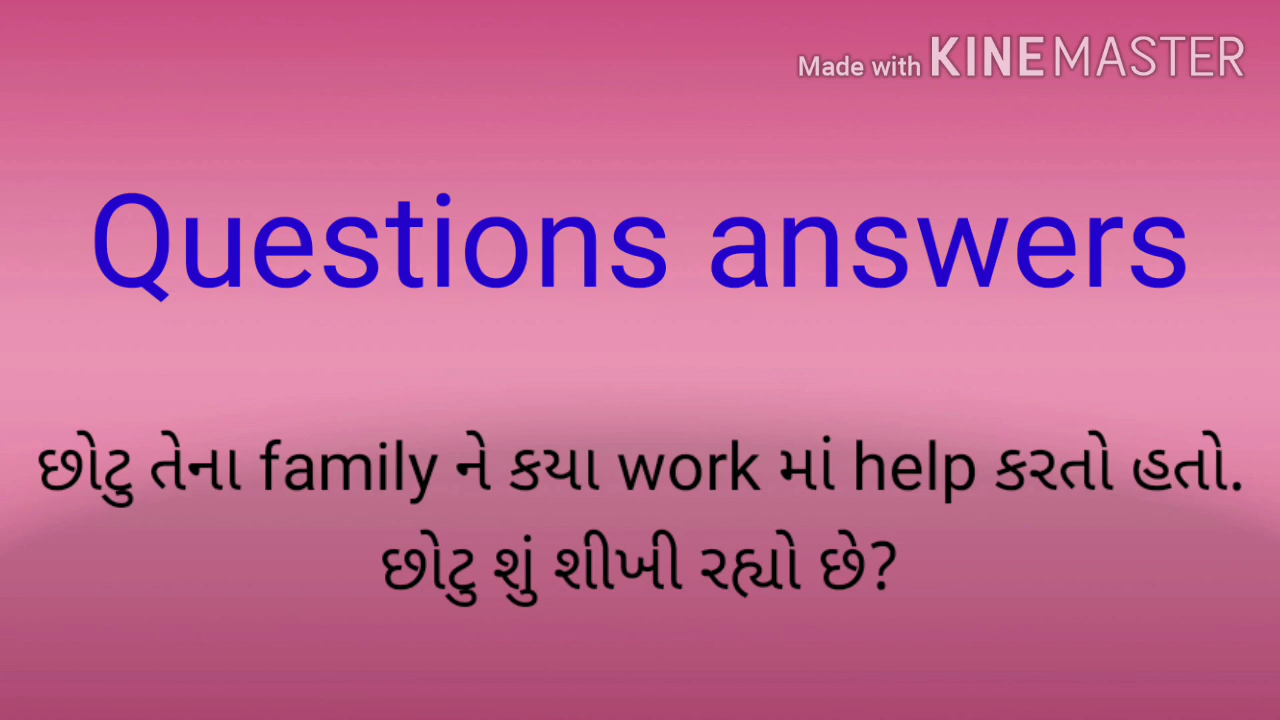 Made with KINEMASTER
Questions answers
છોટુ તેના family ને કયા work માં help કરતો હતો.
છોટુ શું શીખી રહ્યો છે?